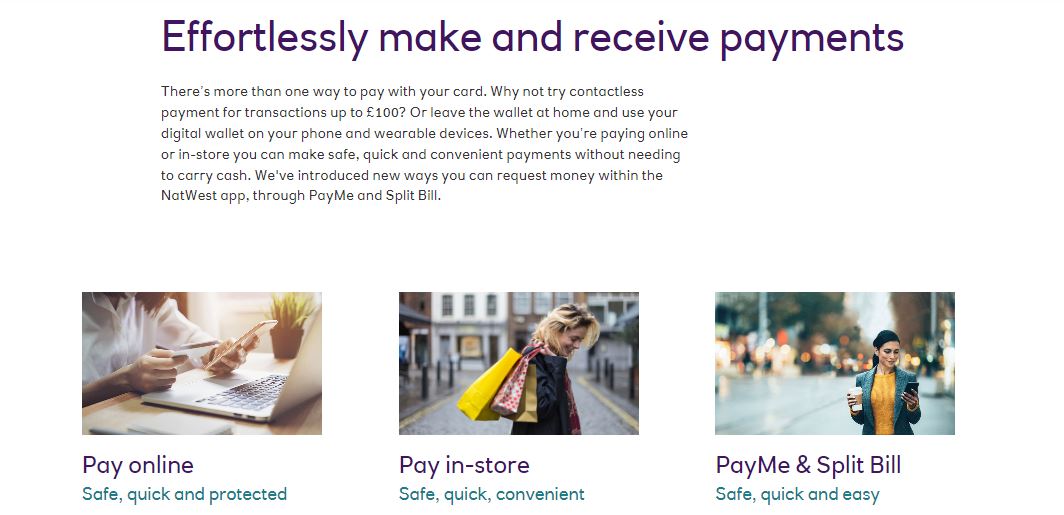 Effortlessly make and receive payments
There's more than one way to pay with your card. Why not try contactless
payment for transactions up to £100? Or leave the wallet at home and use your
digital wallet on your phone and wearable devices. Whether you're paying online
or in-store you can make safe, quick and convenient payments without needing
to carry cash. We've introduced new ways you can request money within the
NatWest app, through PayMe and Split Bill.
Pay online
Safe, quick and protected
Pay in-store
Safe, quick, convenient
PayMe & Split Bill
Safe, quick and easy